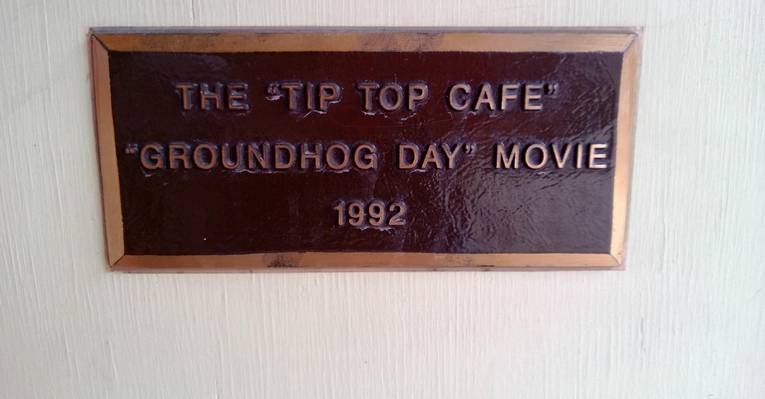 THE "TIP TOP CAFE"
"GROUNDHOG DAY" MOVIE
1992